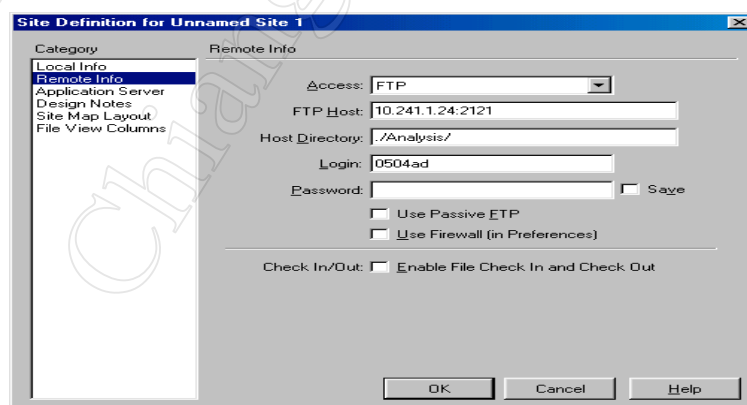 Site Definition for Unnamed Site 1
Category
Local Info
Remote Info
Application Server
Design Notes
Site Map Layout
File View Columns
Remote Info
Access: FTP
FTP Host: 10.241.1.24:2121
Host Directory: ./Analysis/
Login: 0504ad
Password: Save
Use Passive FTP
Use Firewall (in Preferences)
Check In/Out: Enable File Check In and Check Out
OK Cancel Help
Chiang